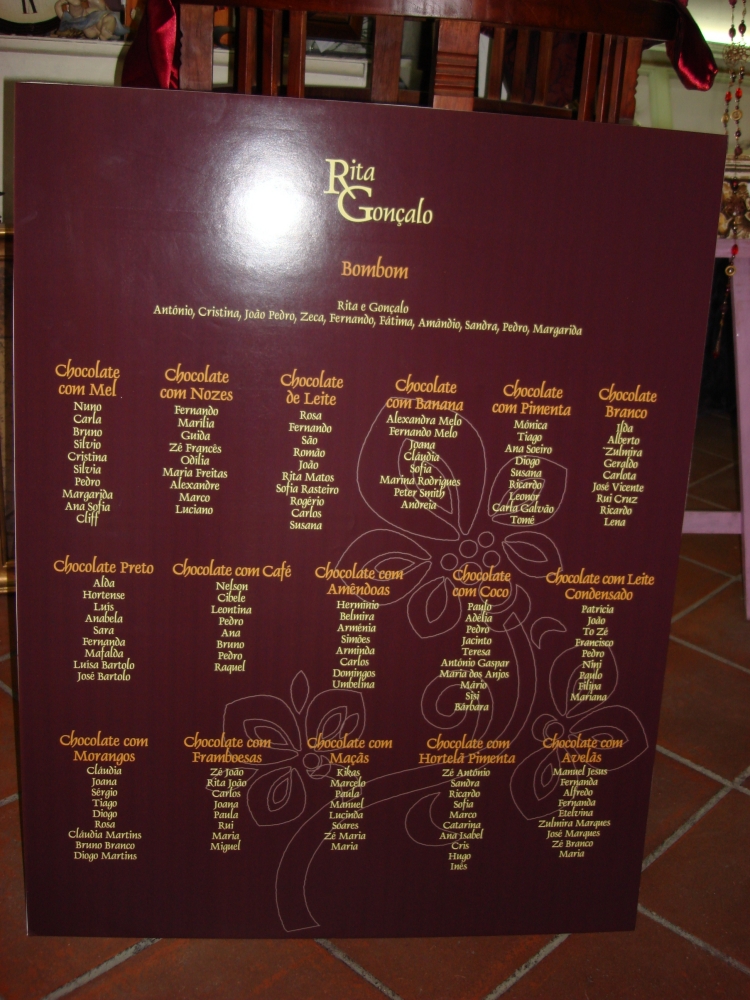 Rita
Gonçalo
Bombom
Rita e Gonçalo
António, Cristina, João Pedro, Zeca, Fernando, Fátima, Amândio, Sandra, Pedro, Margarida
Chocolate
com Mel
Nuno
Carla
Bruno
Silvio
Cristina
Silvia
Pedro
Margarida
Ana Sofia
Cliff
Chocolate
com Nozes
Fernando
Marilia
Guida
Zé Francês
Odilia
Maria Freitas
Alexandre
Marco
Luciano
Chocolate
de Leite
Rosa
Fernando
São
Romão
João
Rita Matos
Sofia Rasteiro
Rogério
Carlos
Susana
Chocolate
com Banana
Alexandra Melo
Fernando Melo
Joana
Cláudia
Sofia
Marina Rodrigues
Peter Smith
Andreia
Chocolate
com Pimenta
Mónica
Tiago
Ana Soeiro
Diogo
Susana
Ricardo
Leonor
Carla Galvão
Tomé
Chocolate
Branco
Ilda
Alberto
Zulmira
Geraldo
Carlota
José Vicente
Rui Cruz
Ricardo
Lena
Chocolate Preto
Alda
Hortense
Luis
Anabela
Sara
Fernanda
Mafalda
Luisa Bartolo
José Bartolo
Chocolate com Café
Nelson
Cibele
Leontina
Pedro
Ana
Bruno
Pedro
Raquel
Chocolate com
Amêndoas
Herminio
Belmira
Arménia
Simões
Arminda
Carlos
Domingos
Umbelina
Chocolate
com Coco
Paulo
Adélia
Pedro
Jacinto
Teresa
António Gaspar
Maria dos Anjos
Mário
Sisi
Bárbara
Chocolate com Leite
Condensado
Patricia
João
To Zé
Francisco
Pedro
Nini
Paulo
Filipa
Mariana
Chocolate com
Morangos
Cláudia
Joana
Sérgio
Tiago
Diogo
Rosa
Cláudia Martins
Bruno Branco
Diogo Martins
Chocolate com
Framboesas
Zé João
Rita João
Carlos
Joana
Paula
Rui
Maria
Miguel
Chocolate com
Maçãs
Kikas
Marcelo
Paula
Manuel
Lucinda
Soares
Zé Maria
Maria
Chocolate com
Hortelã Pimenta
Zé António
Sandra
Ricardo
Sofia
Marco
Catarina
Ana Isabel
Cris
Hugo
Inês
Chocolate com
Avelãs
Manuel Jesus
Fernanda
Alfredo
Fernanda
Etelvina
Zulmira Marques
José Marques
Zé Branco
Maria